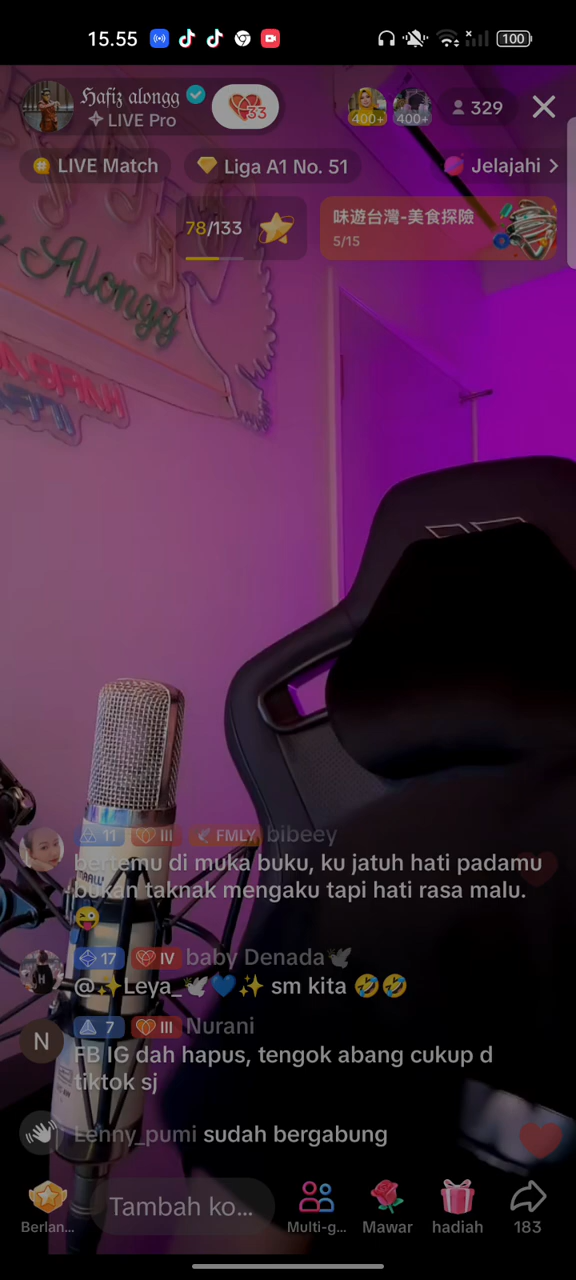 15.55
100
Hafiz alongg
LIVE Pro
33
400+
400+
329
LIVE Match
Liga A1 No. 51
Jelajahi >
78/133
味遊台灣-美食探險
5/15
Alongg
11 III FMLY bibeey
bertemu di muka buku, ku jatuh hati padamu
bukan taknak mengaku tapi hati rasa malu.
😜
17 IV baby Denada🕊
@✨Leya_🕊💙✨ sm kita 🤣🤣
N
7 III Nurani
FB IG dah hapus, tengok abang cukup d
tiktok sj
Lenny_pumi sudah bergabung
Tambah ko...
Berlan...
Multi-g...
Mawar
hadiah
183